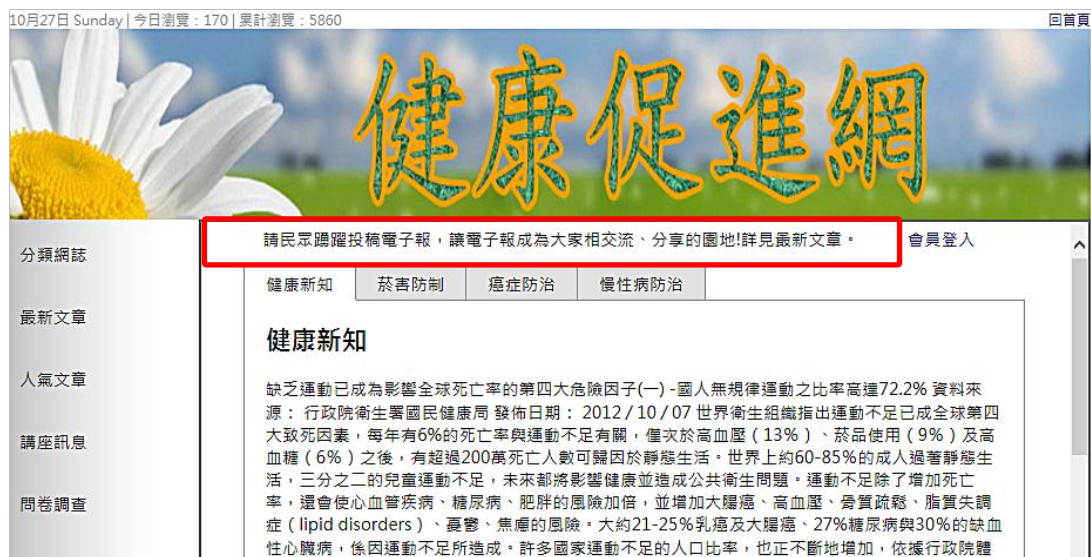 10月27日 Sunday | 今日瀏覽：170 | 累計瀏覽：5860
回首頁
健康促進網
請民眾踴躍投稿電子報，讓電子報成為大家相交流、分享的園地!詳見最新文章。
會員登入
分類網誌
最新文章
人氣文章
講座訊息
問卷調查
健康新知 菸害防制 癌症防治 慢性病防治
健康新知
缺乏運動已成為影響全球死亡率的第四大危險因子(一) -國人無規律運動之比率高達72.2% 資料來
源： 行政院衛生署國民健康局 發佈日期： 2012 / 10 / 07 世界衛生組織指出運動不足已成全球第四
大致死因素，每年有6%的死亡率與運動不足有關，僅次於高血壓（13%）、菸品使用（9%）及高
血糖（6%）之後，有超過200萬死亡人數可歸因於靜態生活。世界上約60-85%的成人過著靜態生
活，三分之二的兒童運動不足，未來都將影響健康並造成公共衛生問題。運動不足除了增加死亡
率，還會使心血管疾病、糖尿病、肥胖的風險加倍，並增加大腸癌、高血壓、骨質疏鬆、脂質失調
症（lipid disorders）、憂鬱、焦慮的風險。大約21-25%乳癌及大腸癌、27%糖尿病與30%的缺血
性心臟病，係因運動不足所造成。許多國家運動不足的人口比率，也正不斷地增加，依據行政院體